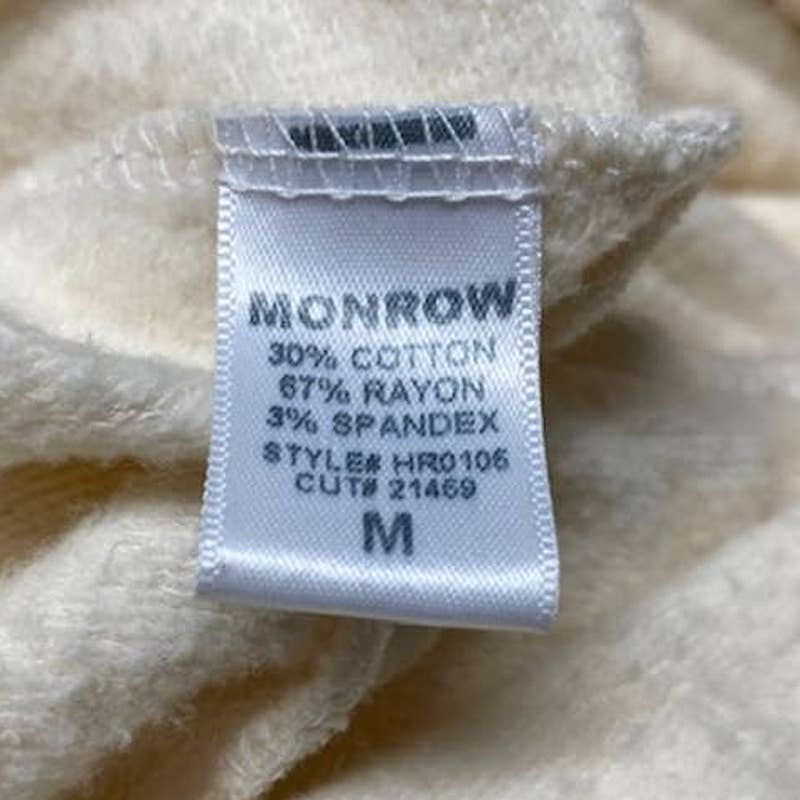 MONROW
30% COTTON
67% RAYON
3% SPANDEX
STYLE# HR0106
CUT# 21469
M